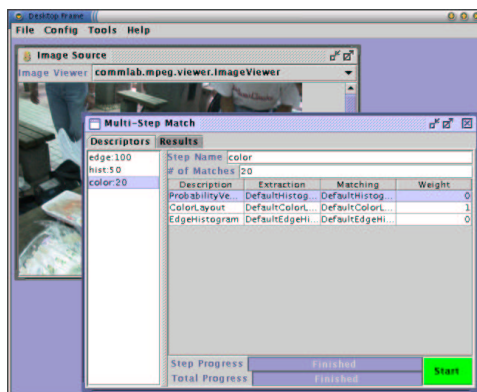 Desktop Frame
File Config Tools Help
Image Source
Image Viewer commlab.mpeg.viewer.ImageViewer
Multi-Step Match
Descriptors Results
edge:100
hist:50
color:20
Step Name color
# of Matches 20
Description Extraction Matching Weight
ProbabilityVe... DefaultHistog... DefaultHistog... 0
ColorLayout DefaultColorL... DefaultColorL... 1
EdgeHistogram DefaultEdgeHi... DefaultEdgeHi... 0
Step Progress Finished
Total Progress Finished
Start